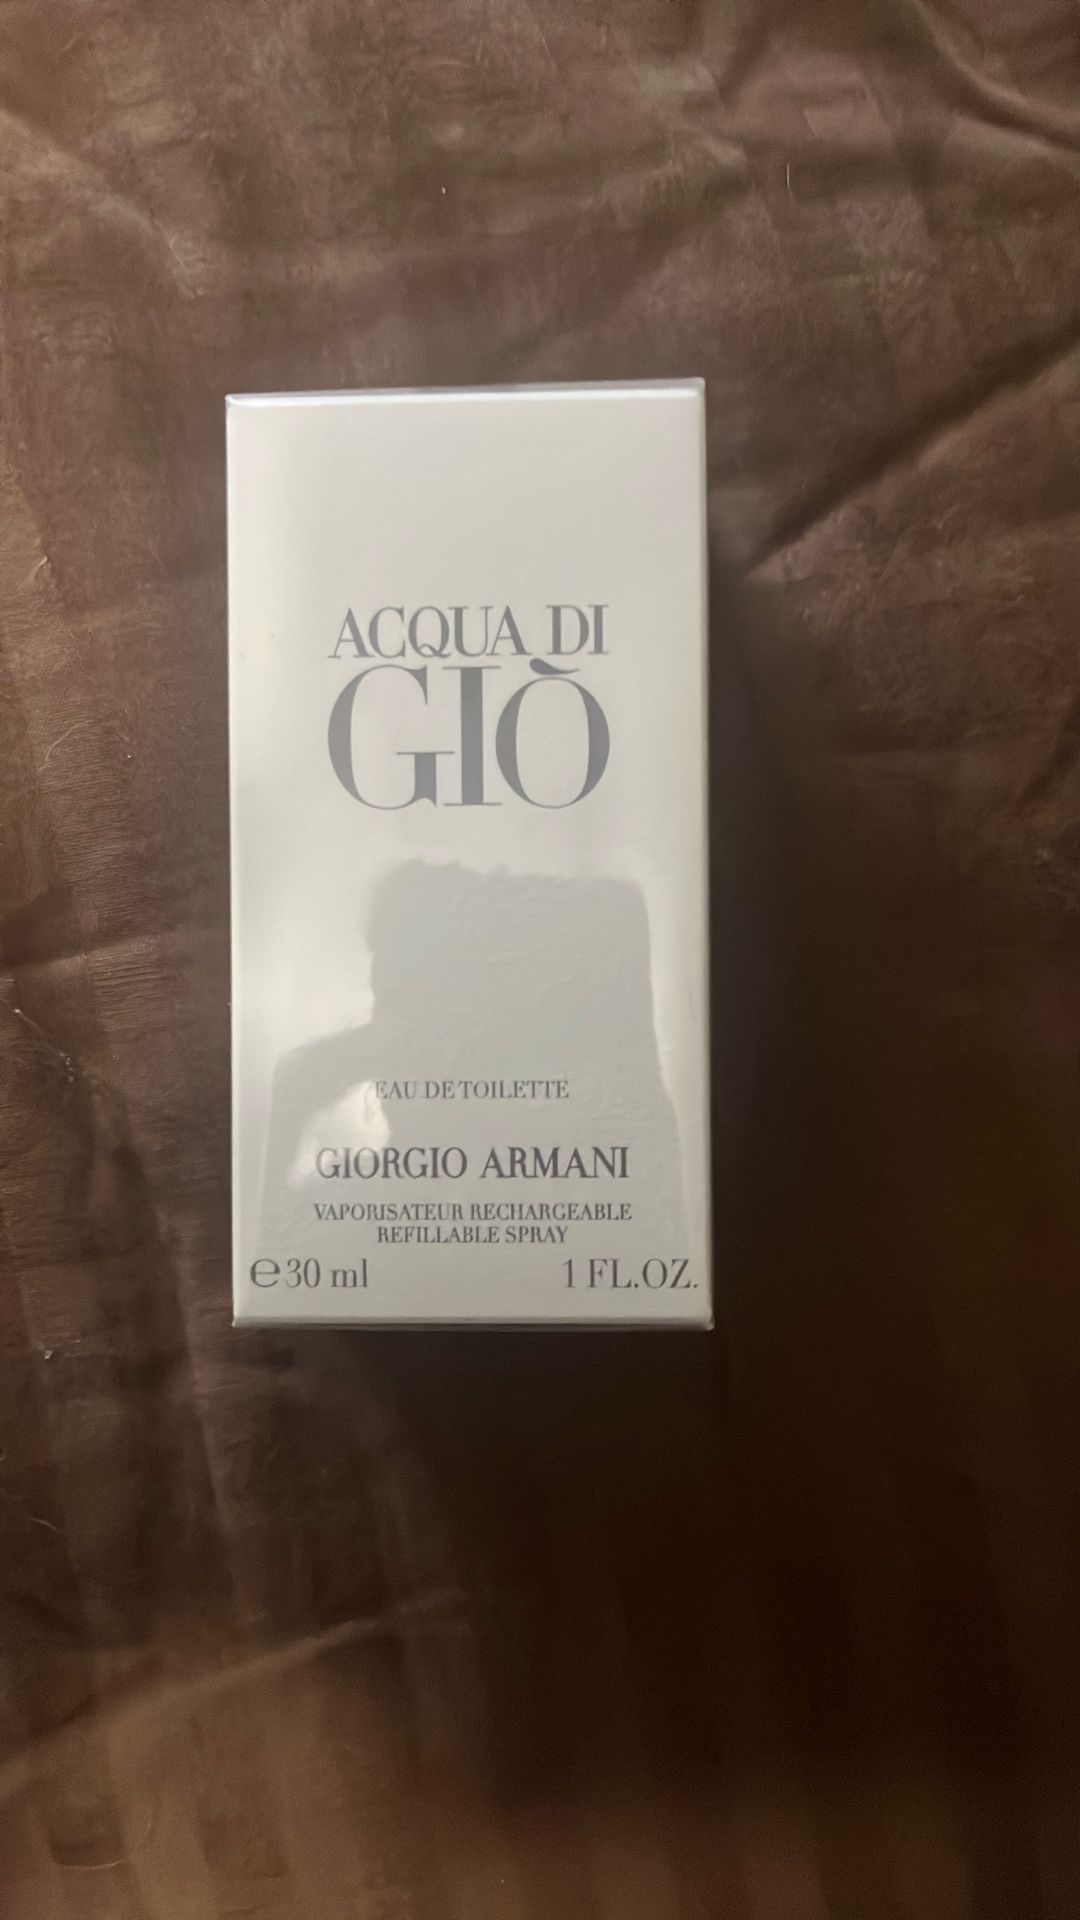 ACQUA DI
GIÒ
EAU DE TOILETTE
GIORGIO ARMANI
VAPORISATEUR RECHARGEABLE
REFILLABLE SPRAY
℮30 ml 1 FL.OZ.